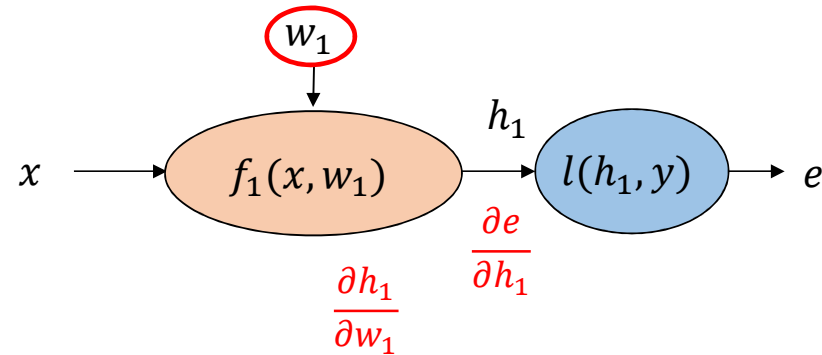 w₁
x
f₁(x, w₁)
h₁
l(h₁, y)
e
∂e
∂h₁
∂h₁
∂w₁